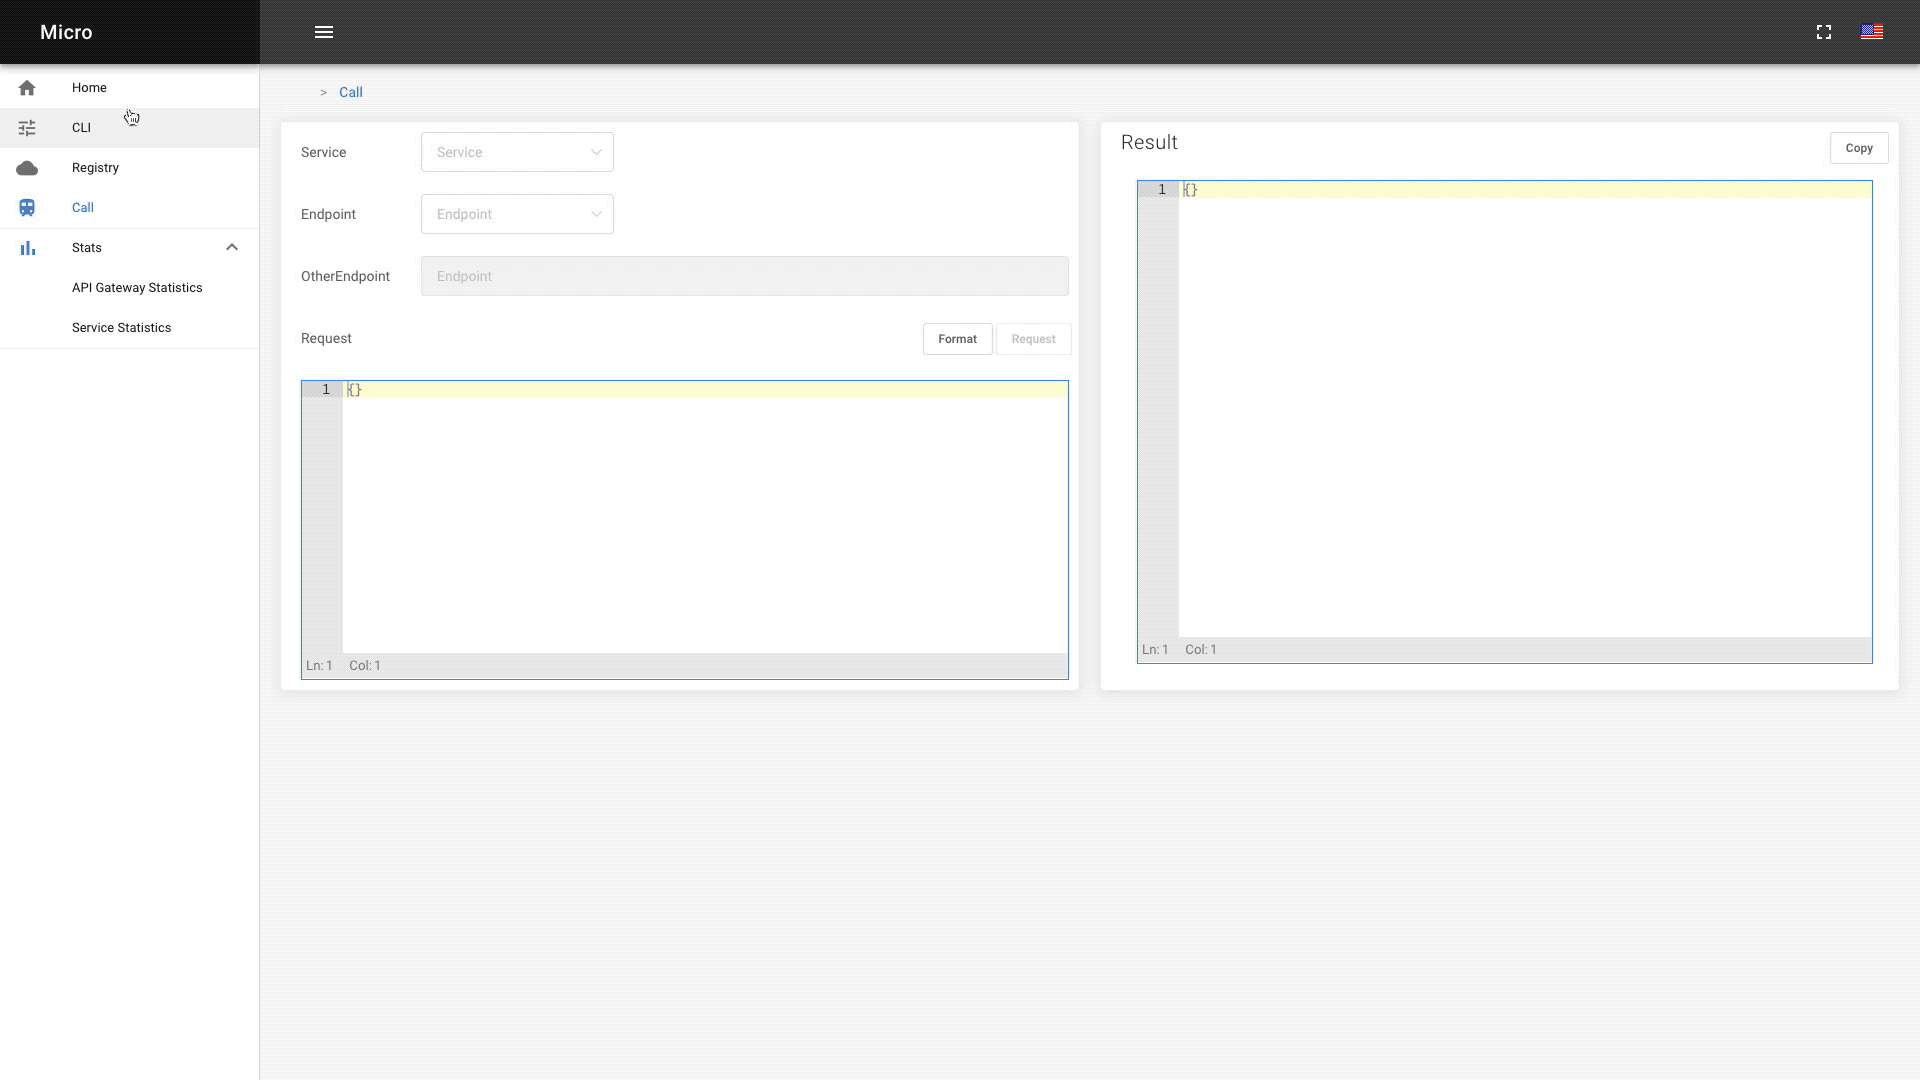 Micro
Home
CLI
Registry
Call
Stats
API Gateway Statistics
Service Statistics
> Call
Service Service
Endpoint Endpoint
OtherEndpoint Endpoint
Request Format Request
1 {}
Ln: 1 Col: 1
Result Copy
1 {}
Ln: 1 Col: 1